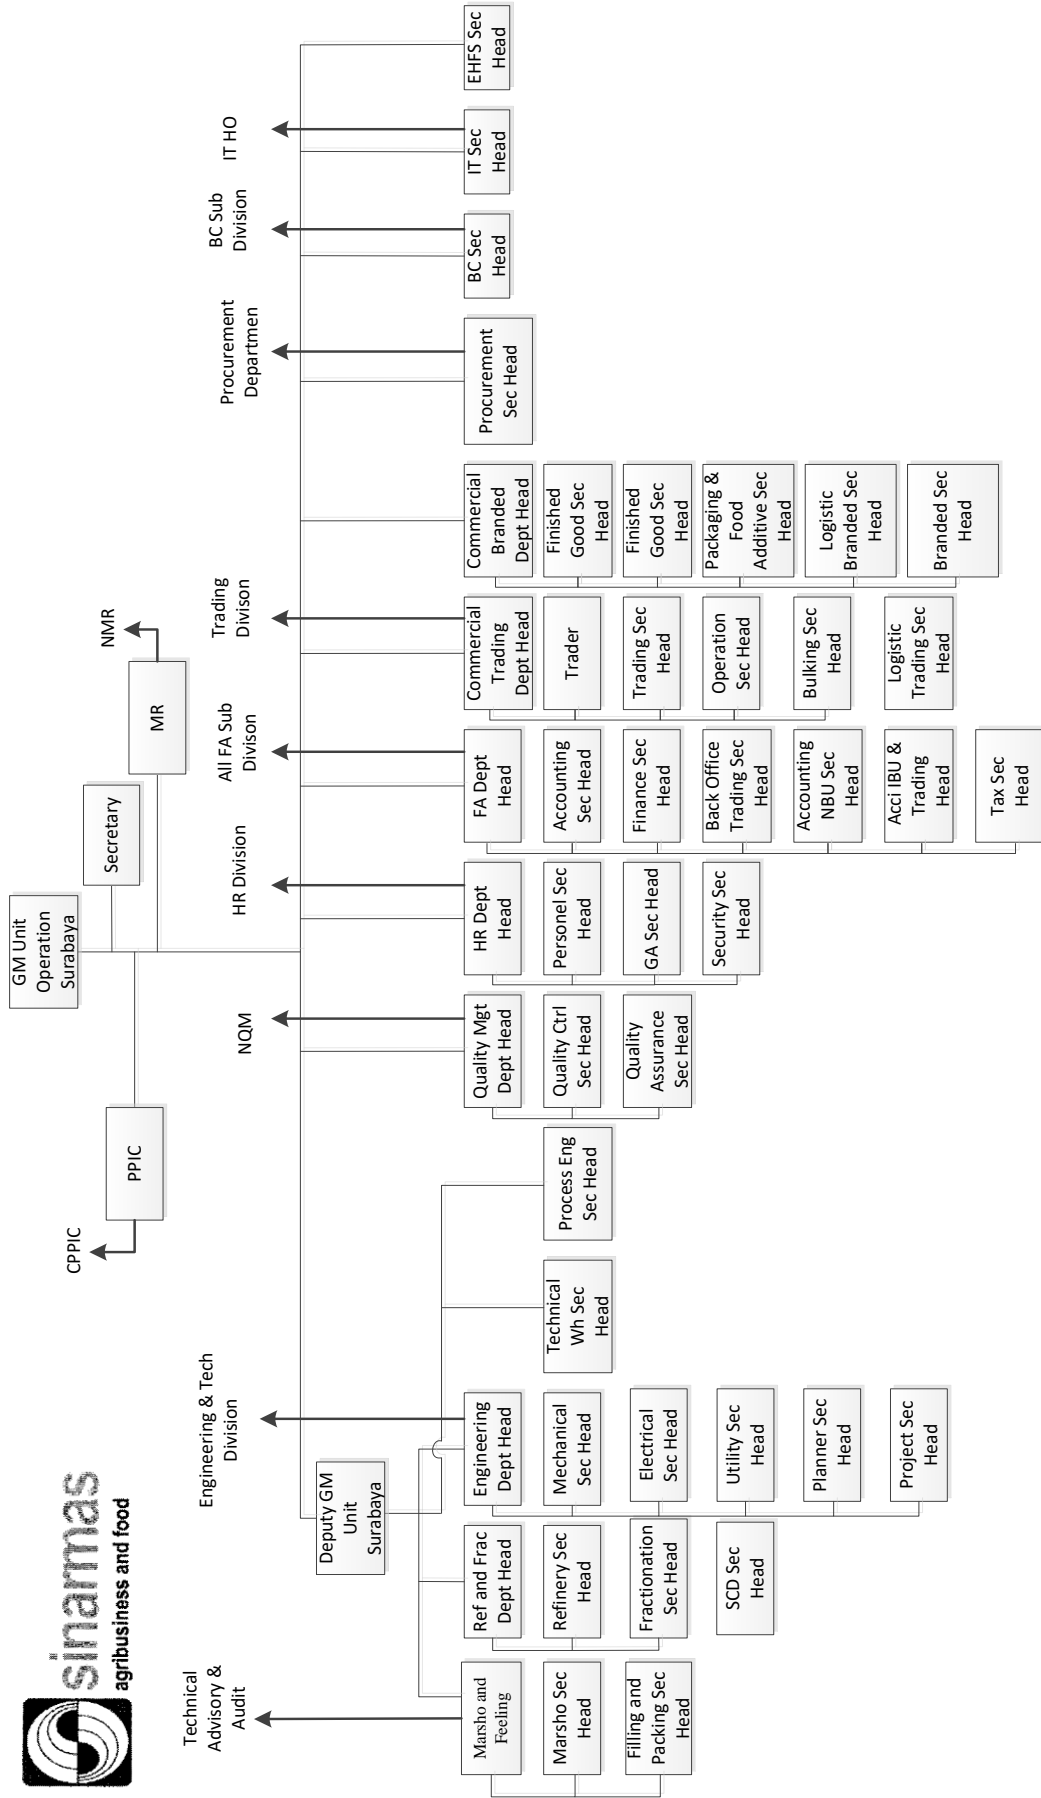 sinarmas
agribusiness and food
GM Unit
Operation
Surabaya
Secretary
MR
NMR
PPIC
CPPIC
Technical
Advisory &
Audit
Engineering & Tech
Division
NQM
HR Division
All FA Sub
Divison
Trading
Divison
Procurement
Departmen
BC Sub
Division
IT HO
Deputy GM
Unit
Surabaya
Marsho and
Feeling
Marsho Sec
Head
Filling and
Packing Sec
Head
Ref and Frac
Dept Head
Refinery Sec
Head
Fractionation
Sec Head
SCD Sec
Head
Engineering
Dept Head
Mechanical
Sec Head
Electrical
Sec Head
Utility Sec
Head
Planner Sec
Head
Project Sec
Head
Technical
Wh Sec
Head
Process Eng
Sec Head
Quality Mgt
Dept Head
Quality Ctrl
Sec Head
Quality
Assurance
Sec Head
HR Dept
Head
Personel Sec
Head
GA Sec Head
Security Sec
Head
FA Dept
Head
Accounting
Sec Head
Finance Sec
Head
Back Office
Trading Sec
Head
Accounting
NBU Sec
Head
Acci IBU &
Trading
Head
Tax Sec
Head
Commercial
Trading
Dept Head
Trader
Trading Sec
Head
Operation
Sec Head
Bulking Sec
Head
Logistic
Trading Sec
Head
Commercial
Branded
Dept Head
Finished
Good Sec
Head
Finished
Good Sec
Head
Packaging &
Food
Additive Sec
Head
Logistic
Branded Sec
Head
Branded Sec
Head
Procurement
Sec Head
BC Sec
Head
IT Sec
Head
EHFS Sec
Head